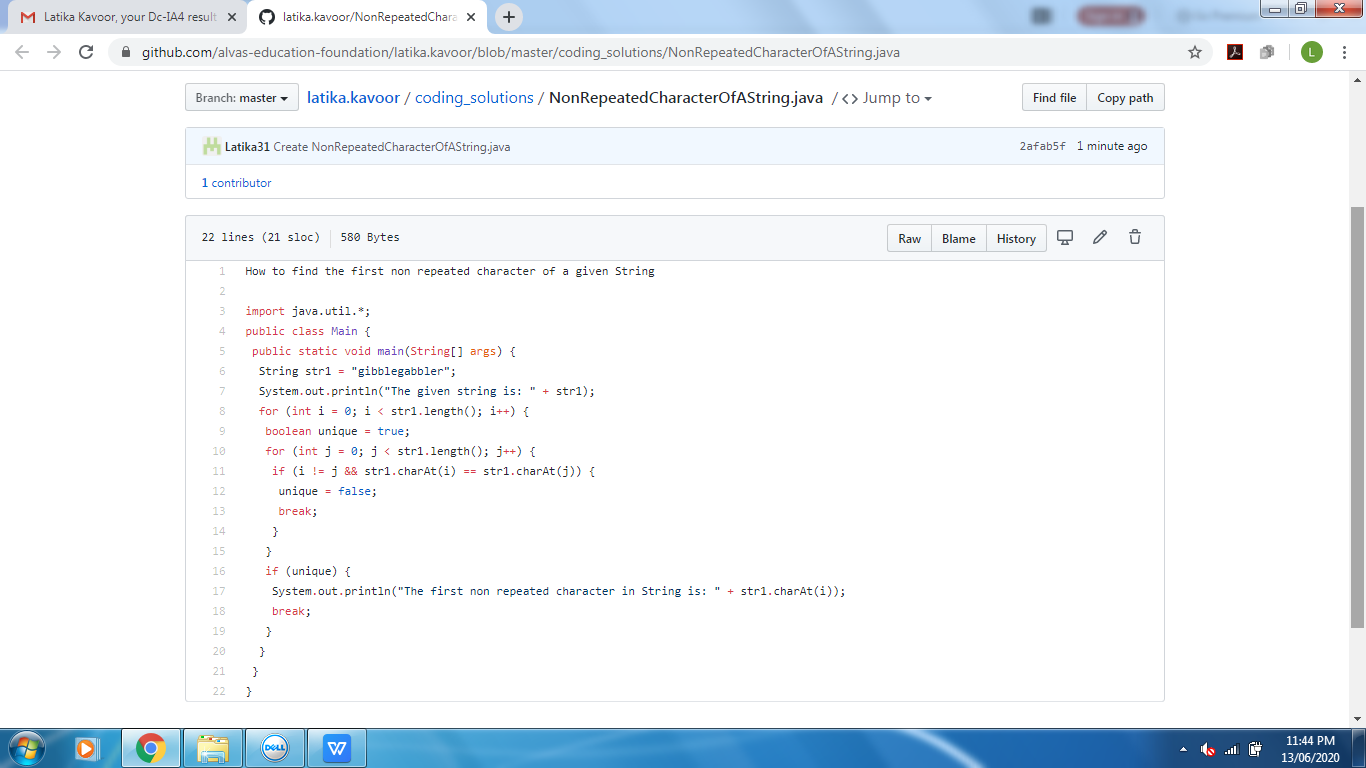 Latika Kavoor, your Dc-IA4 result
latika.kavoor/NonRepeatedChara
github.com/alvas-education-foundation/latika.kavoor/blob/master/coding_solutions/NonRepeatedCharacterOfAString.java
L
Branch: master latika.kavoor / coding_solutions / NonRepeatedCharacterOfAString.java / <> Jump to Find file Copy path
Latika31 Create NonRepeatedCharacterOfAString.java 2afab5f 1 minute ago
1 contributor
22 lines (21 sloc) 580 Bytes Raw Blame History
1 How to find the first non repeated character of a given String
2
3 import java.util.*;
4 public class Main {
5 public static void main(String[] args) {
6 String str1 = "gibblegabbler";
7 System.out.println("The given string is: " + str1);
8 for (int i = 0; i < str1.length(); i++) {
9 boolean unique = true;
10 for (int j = 0; j < str1.length(); j++) {
11 if (i != j && str1.charAt(i) == str1.charAt(j)) {
12 unique = false;
13 break;
14 }
15 }
16 if (unique) {
17 System.out.println("The first non repeated character in String is: " + str1.charAt(i));
18 break;
19 }
20 }
21 }
22 }
DELL
W
11:44 PM
13/06/2020